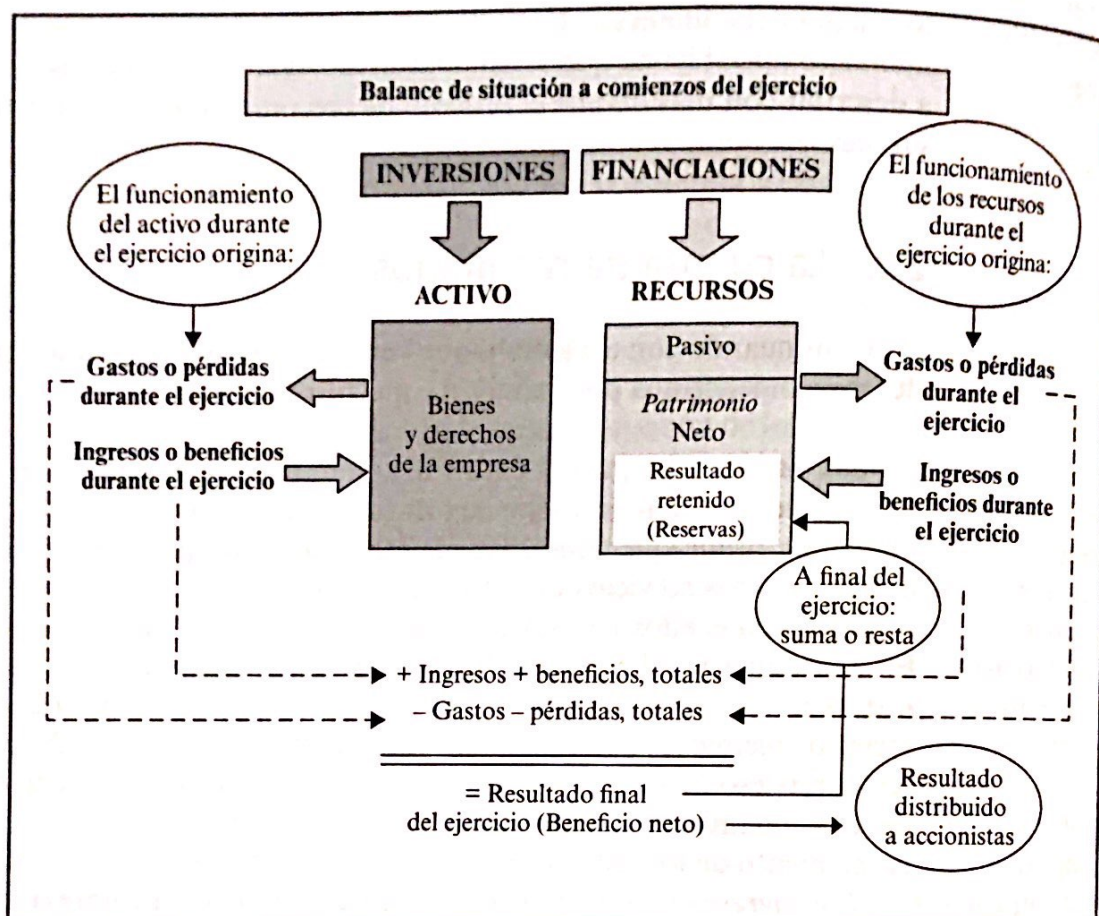 Balance de situación a comienzos del ejercicio
El funcionamiento
del activo durante
el ejercicio origina:
INVERSIONES
FINANCIACIONES
El funcionamiento
de los recursos
durante el
ejercicio origina:
ACTIVO
RECURSOS
Gastos o pérdidas
durante el ejercicio
Ingresos o beneficios
durante el ejercicio
Bienes
y derechos
de la empresa
Pasivo
Patrimonio
Neto
Resultado
retenido
(Reservas)
Gastos o pérdidas
durante el
ejercicio
Ingresos o
beneficios durante
el ejercicio
A final del
ejercicio:
suma o resta
+ Ingresos + beneficios, totales
– Gastos – pérdidas, totales
= Resultado final
del ejercicio (Beneficio neto)
Resultado
distribuido
a accionistas